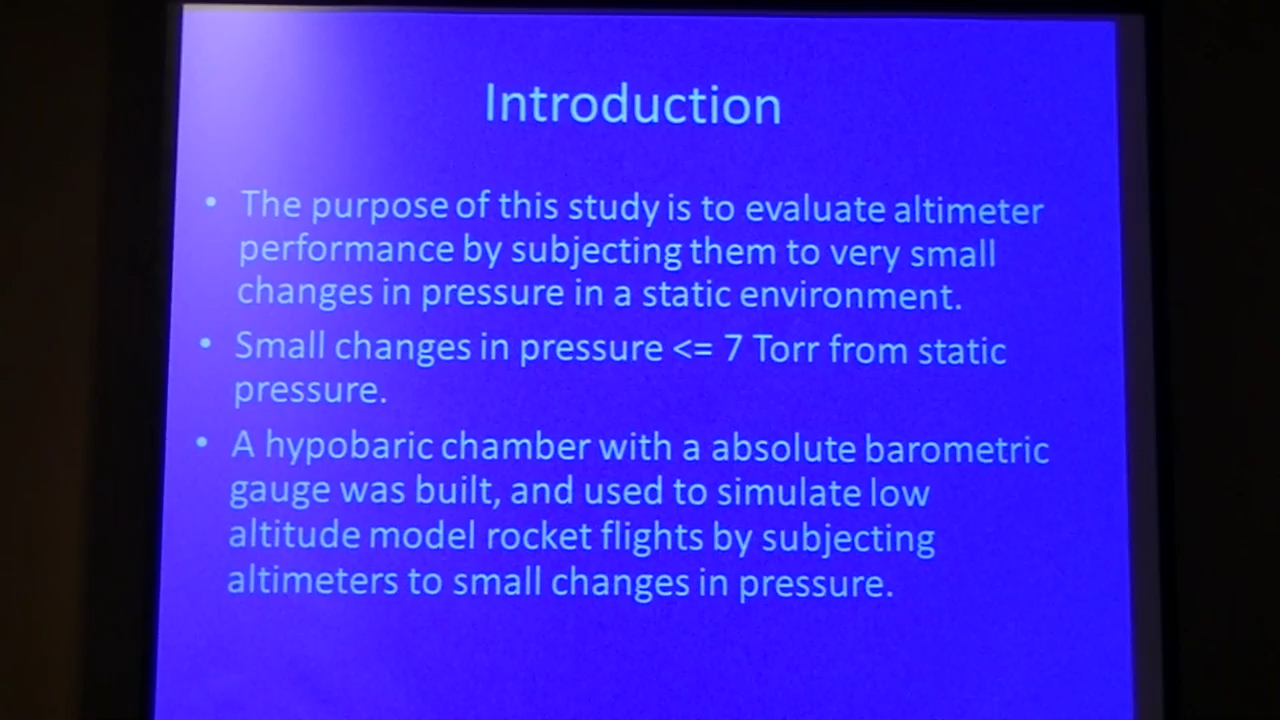 Introduction
• The purpose of this study is to evaluate altimeter
performance by subjecting them to very small
changes in pressure in a static environment.
• Small changes in pressure <= 7 Torr from static
pressure.
• A hypobaric chamber with a absolute barometric
gauge was built, and used to simulate low
altitude model rocket flights by subjecting
altimeters to small changes in pressure.